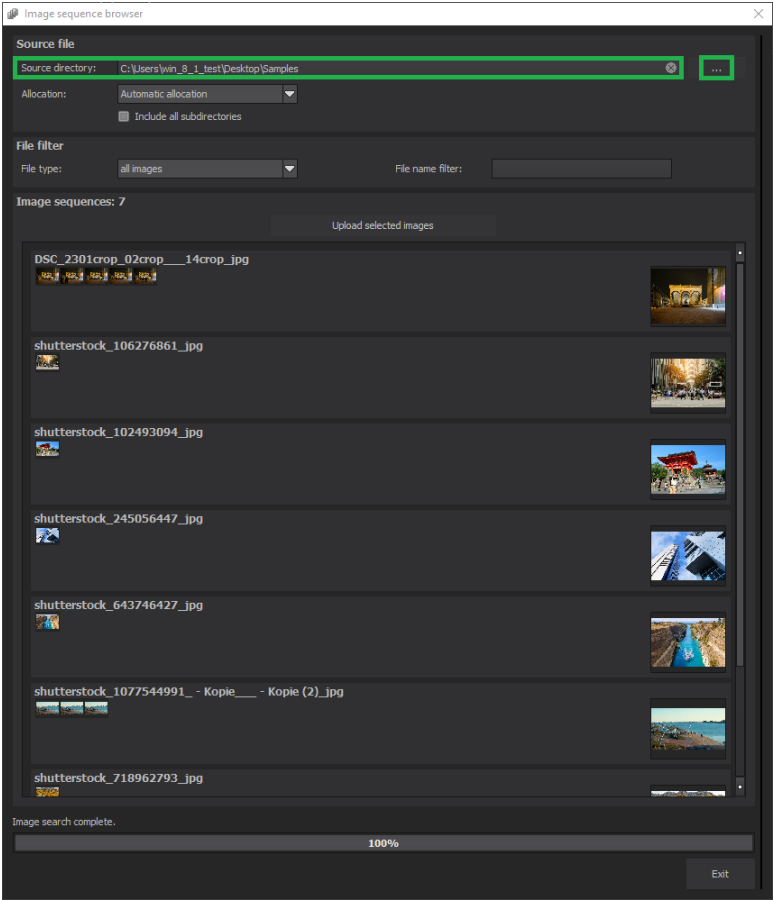 Image sequence browser
Source file
Source directory: C:\Users\win_8_1_test\Desktop\Samples ...
Allocation: Automatic allocation
Include all subdirectories
File filter
File type: all images File name filter:
Image sequences: 7
Upload selected images
DSC_2301crop_02crop___14crop_jpg
shutterstock_106276861_jpg
shutterstock_102493094_jpg
shutterstock_245056447_jpg
shutterstock_643746427_jpg
shutterstock_1077544991_ - Kopie___ - Kopie (2)_jpg
shutterstock_718962793_jpg
Image search complete.
100%
Exit